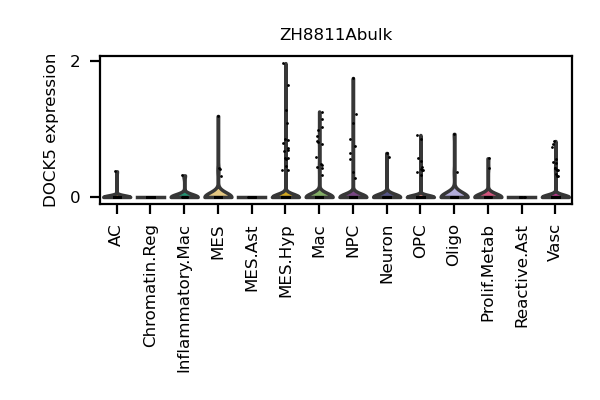 ZH8811Abulk
DOCK5 expression
2
0
AC
Chromatin.Reg
Inflammatory.Mac
MES
MES.Ast
MES.Hyp
Mac
NPC
Neuron
OPC
Oligo
Prolif.Metab
Reactive.Ast
Vasc